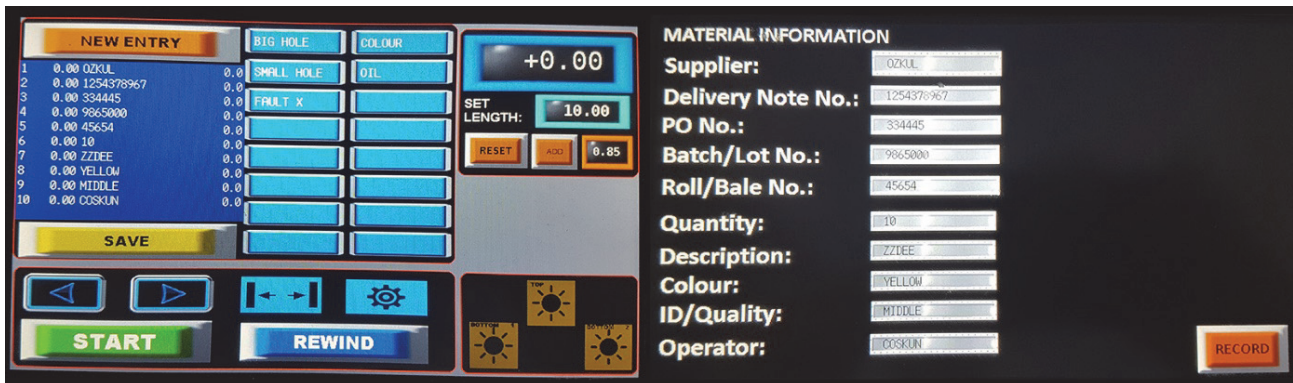 NEW ENTRY
1 0.00 OZKUL 0.0
2 0.00 1254378967 0.0
3 0.00 334445 0.0
4 0.00 9865000 0.0
5 0.00 45654 0.0
6 0.00 10 0.0
7 0.00 ZZDEE 0.0
8 0.00 YELLOW 0.0
9 0.00 MIDDLE 0.0
10 0.00 COSKUN 0.0
SAVE
BIG HOLE COLOUR
SMALL HOLE OIL
FAULT X
+0.00
SET LENGTH: 10.00
RESET ADD 0.85
START REWIND
TOP
BOTTOM BOTTOM 2
MATERIAL INFORMATION
Supplier: OZKUL
Delivery Note No.: 1254378967
PO No.: 334445
Batch/Lot No.: 9865000
Roll/Bale No.: 45654
Quantity: 10
Description: ZZDEE
Colour: YELLOW
ID/Quality: MIDDLE
Operator: COSKUN
RECORD